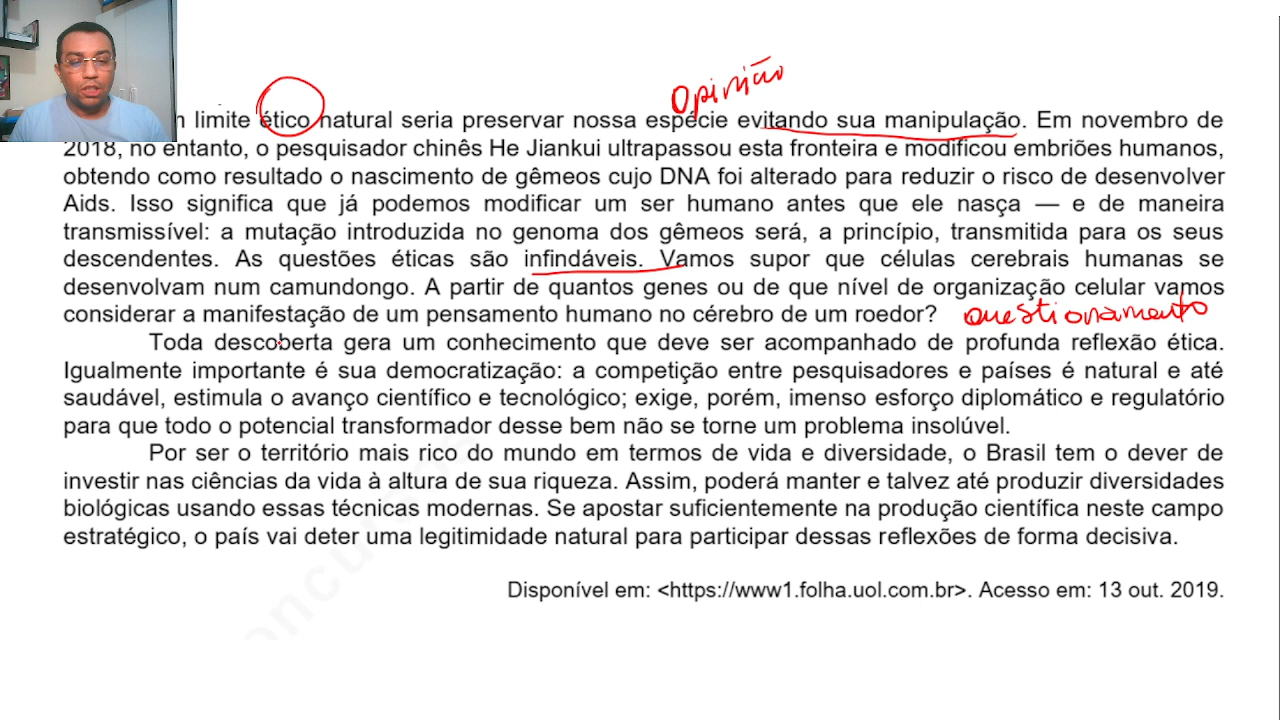 Opinião
m limite ético natural seria preservar nossa espécie evitando sua manipulação. Em novembro de
2018, no entanto, o pesquisador chinês He Jiankui ultrapassou esta fronteira e modificou embriões humanos,
obtendo como resultado o nascimento de gêmeos cujo DNA foi alterado para reduzir o risco de desenvolver
Aids. Isso significa que já podemos modificar um ser humano antes que ele nasça — e de maneira
transmissível: a mutação introduzida no genoma dos gêmeos será, a princípio, transmitida para os seus
descendentes. As questões éticas são infindáveis. Vamos supor que células cerebrais humanas se
desenvolvam num camundongo. A partir de quantos genes ou de que nível de organização celular vamos
considerar a manifestação de um pensamento humano no cérebro de um roedor? questionamento
Toda descoberta gera um conhecimento que deve ser acompanhado de profunda reflexão ética.
Igualmente importante é sua democratização: a competição entre pesquisadores e países é natural e até
saudável, estimula o avanço científico e tecnológico; exige, porém, imenso esforço diplomático e regulatório
para que todo o potencial transformador desse bem não se torne um problema insolúvel.
Por ser o território mais rico do mundo em termos de vida e diversidade, o Brasil tem o dever de
investir nas ciências da vida à altura de sua riqueza. Assim, poderá manter e talvez até produzir diversidades
biológicas usando essas técnicas modernas. Se apostar suficientemente na produção científica neste campo
estratégico, o país vai deter uma legitimidade natural para participar dessas reflexões de forma decisiva.
Disponível em: <https://www1.folha.uol.com.br>. Acesso em: 13 out. 2019.
oncursos